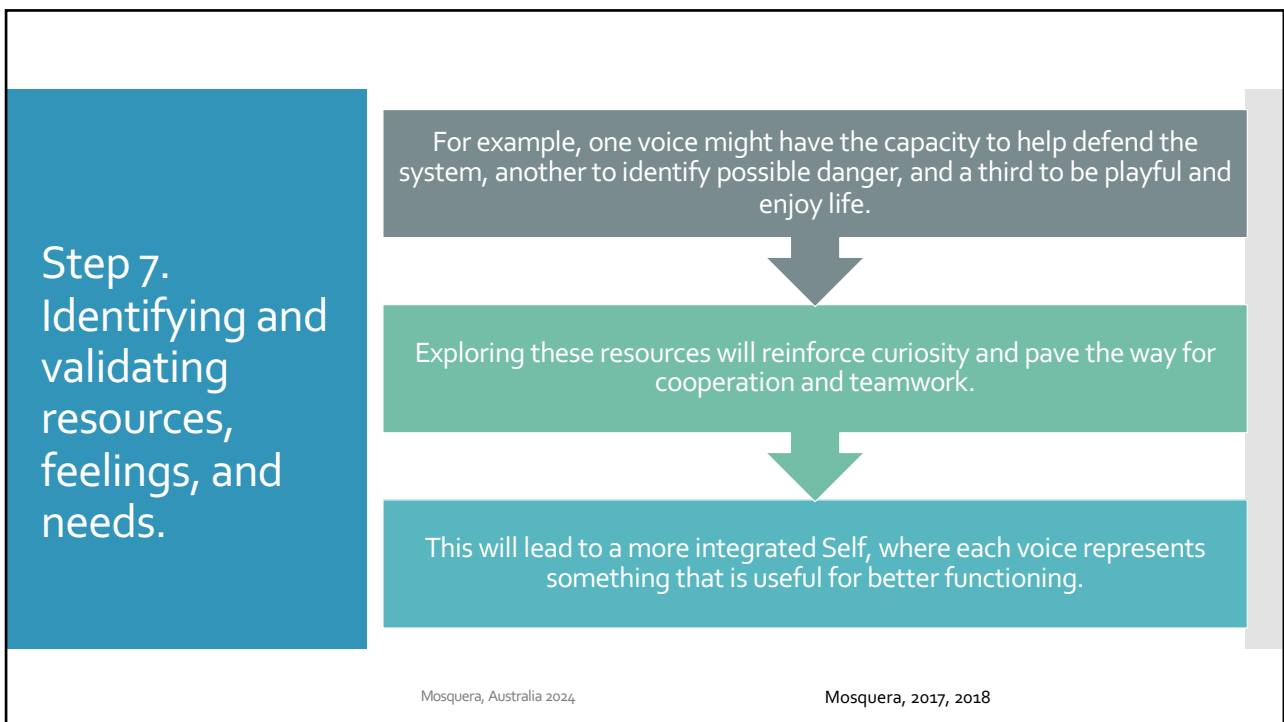 Step 7.
Identifying and
validating
resources,
feelings, and
needs.
For example, one voice might have the capacity to help defend the
system, another to identify possible danger, and a third to be playful and
enjoy life.
Exploring these resources will reinforce curiosity and pave the way for
cooperation and teamwork.
This will lead to a more integrated Self, where each voice represents
something that is useful for better functioning.
Mosquera, Australia 2024
Mosquera, 2017, 2018